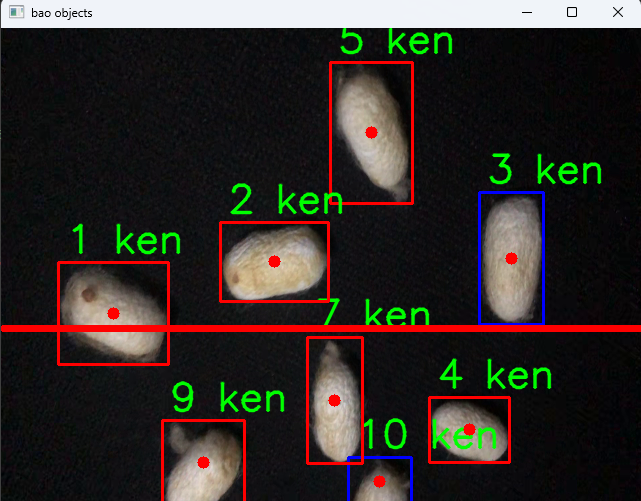 bao objects
5 ken
3 ken
2 ken
1 ken
7 ken
4 ken
9 ken
10 ken